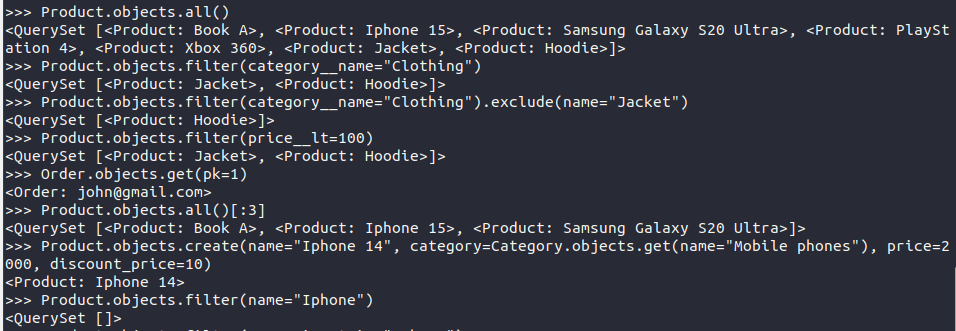 >>> Product.objects.all()
<QuerySet [<Product: Book A>, <Product: Iphone 15>, <Product: Samsung Galaxy S20 Ultra>, <Product: PlaySt
ation 4>, <Product: Xbox 360>, <Product: Jacket>, <Product: Hoodie>]>
>>> Product.objects.filter(category__name="Clothing")
<QuerySet [<Product: Jacket>, <Product: Hoodie>]>
>>> Product.objects.filter(category__name="Clothing").exclude(name="Jacket")
<QuerySet [<Product: Hoodie>]>
>>> Product.objects.filter(price__lt=100)
<QuerySet [<Product: Jacket>, <Product: Hoodie>]>
>>> Order.objects.get(pk=1)
<Order: john@gmail.com>
>>> Product.objects.all()[:3]
<QuerySet [<Product: Book A>, <Product: Iphone 15>, <Product: Samsung Galaxy S20 Ultra>]>
>>> Product.objects.create(name="Iphone 14", category=Category.objects.get(name="Mobile phones"), price=2
000, discount_price=10)
<Product: Iphone 14>
>>> Product.objects.filter(name="Iphone")
<QuerySet []>